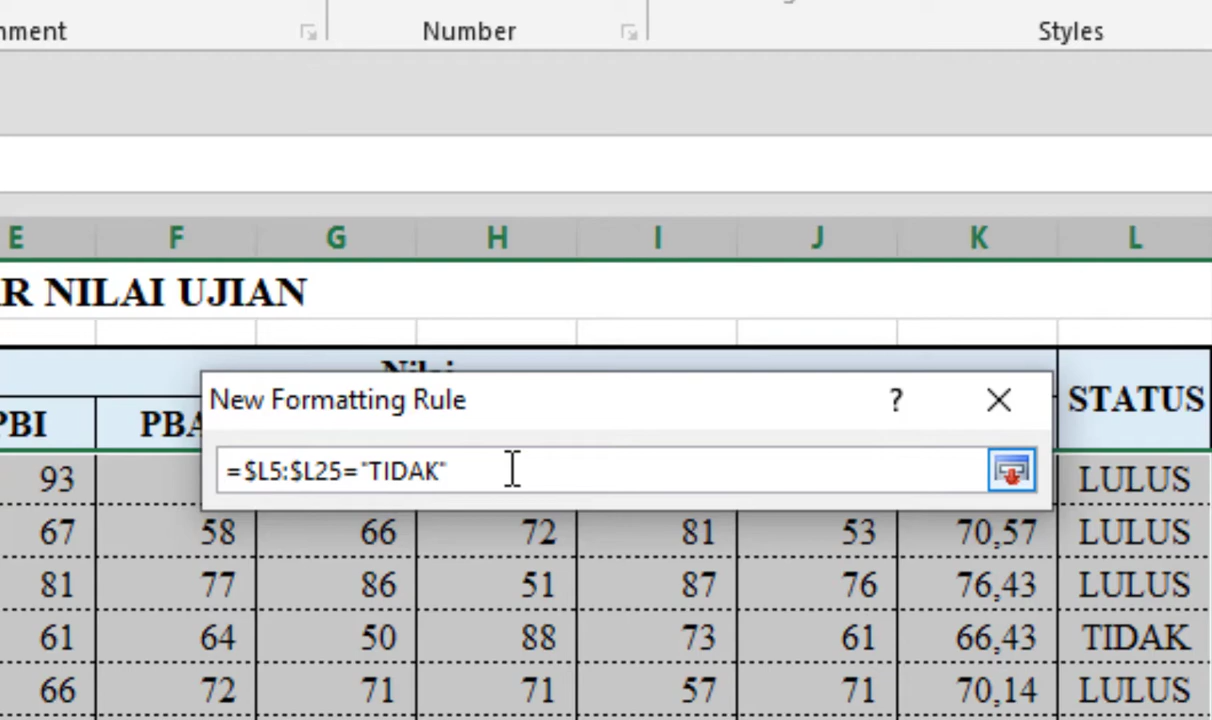 nment Number Styles
E F G H I J K L
R NILAI UJIAN
Nilai
New Formatting Rule ? STATUS
PBI PBA
=$L5:$L25="TIDAK"
93 LULUS
67 58 66 72 81 53 70,57 LULUS
81 77 86 51 87 76 76,43 LULUS
61 64 50 88 73 61 66,43 TIDAK
66 72 71 71 57 71 70,14 LULUS